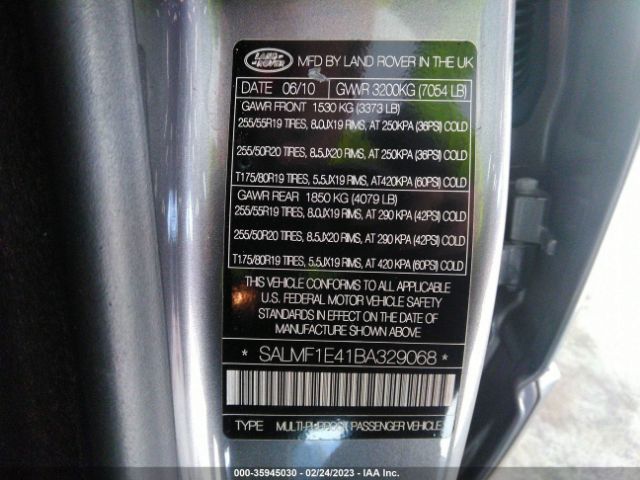 LAND ROVER MFD BY LAND ROVER IN THE UK
DATE 06/10 GVWR 3200KG (7054 LB)
GAWR FRONT 1530 KG (3373 LB)
255/55R19 TIRES, 8.0JX19 RIMS, AT 250KPA (36PSI) COLD
255/50R20 TIRES, 8.5JX20 RIMS, AT 250KPA (36PSI) COLD
T175/80R19 TIRES, 5.5JX19 RIMS, AT420KPA (60PSI) COLD
GAWR REAR 1850 KG (4079 LB)
255/55R19 TIRES, 8.0JX19 RIMS, AT 290 KPA (42PSI) COLD
255/50R20 TIRES, 8.5JX20 RIMS, AT 290 KPA (42PSI) COLD
T175/80R19 TIRES, 5.5JX19 RIMS, AT 420 KPA (60PSI) COLD
THIS VEHICLE CONFORMS TO ALL APPLICABLE
U.S. FEDERAL MOTOR VEHICLE SAFETY
STANDARDS IN EFFECT ON THE DATE OF
MANUFACTURE SHOWN ABOVE
* SALMF1E41BA329068 *
TYPE MULTI-PURPOSE PASSENGER VEHICLE
000-35945030 - 02/24/2023 - IAA Inc.